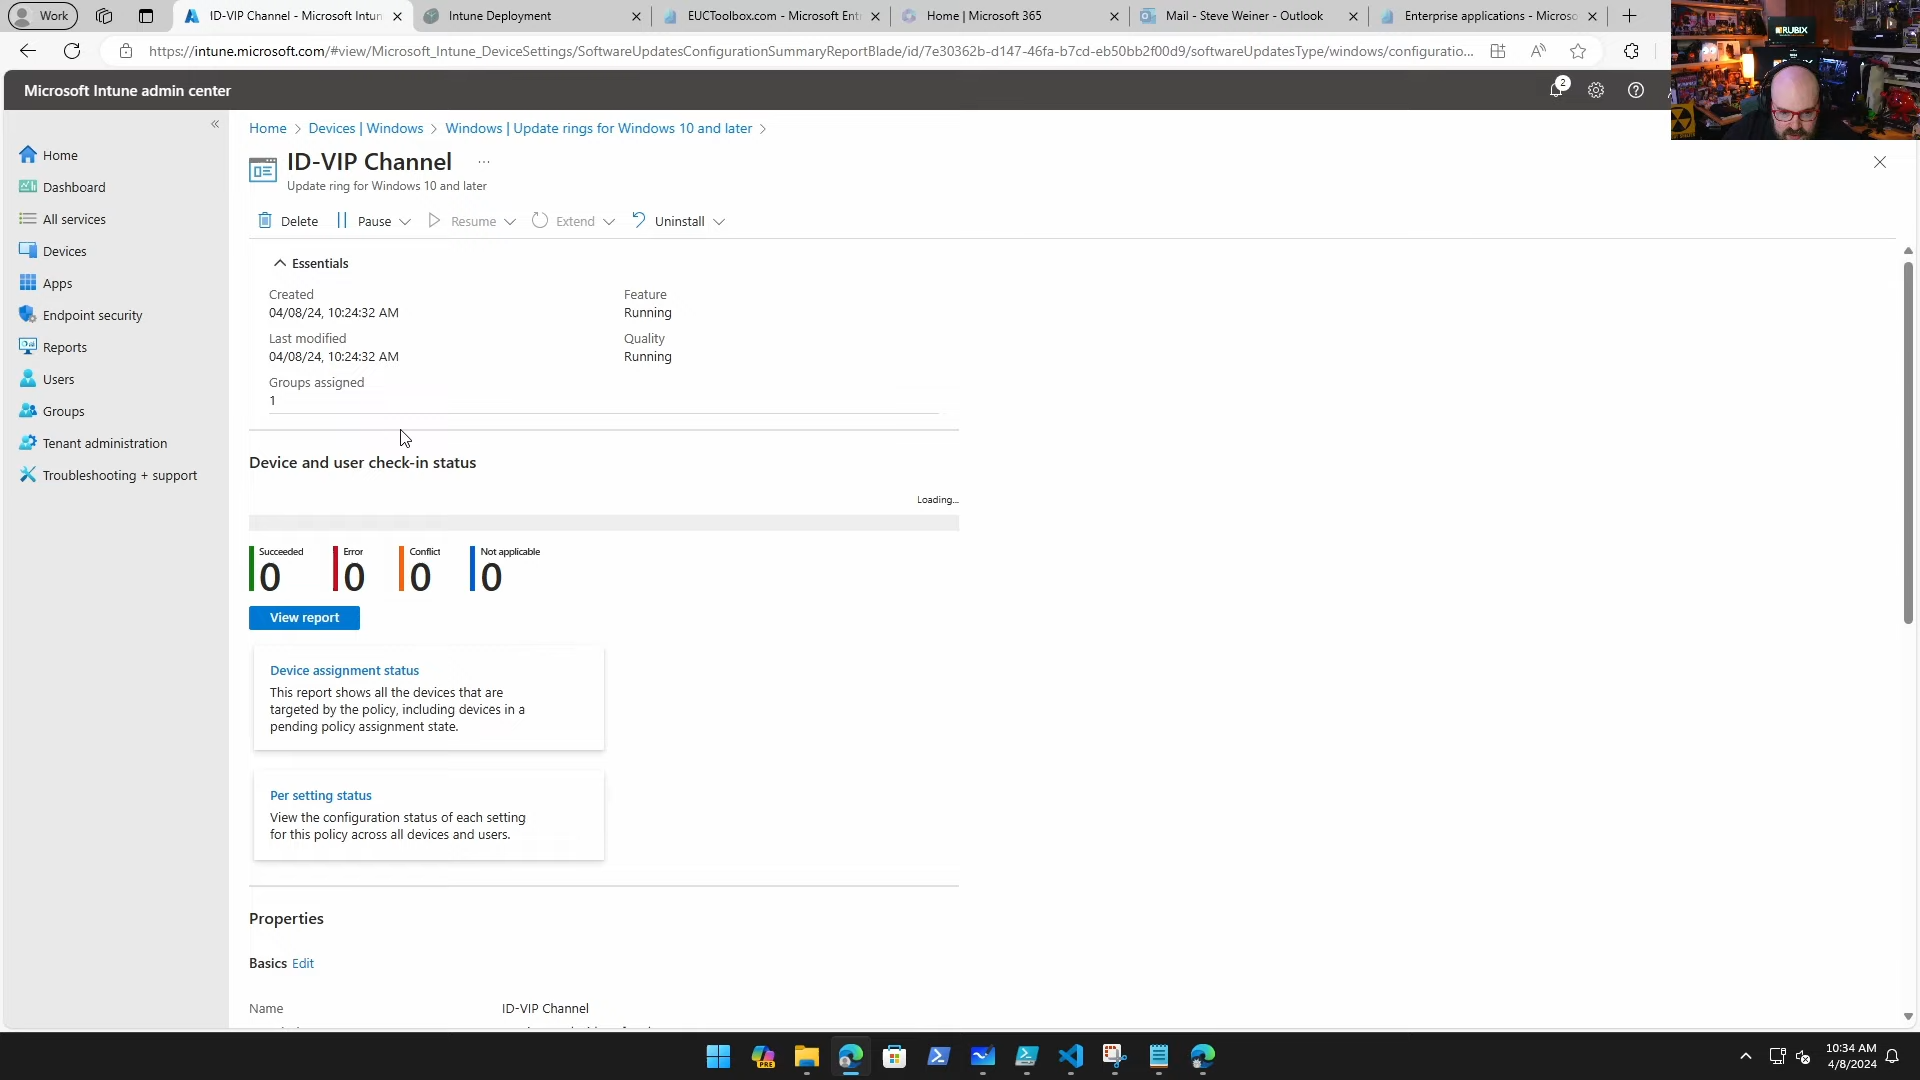 Work
ID-VIP Channel - Microsoft Intun
Intune Deployment
EUCToolbox.com - Microsoft Ent
Home | Microsoft 365
Mail - Steve Weiner - Outlook
Enterprise applications - Microso
https://intune.microsoft.com/#view/Microsoft_Intune_DeviceSettings/SoftwareUpdatesConfigurationSummaryReportBlade/id/7e30362b-d147-46fa-b7cd-eb50bb2f00d9/softwareUpdatesType/windows/configuratio...
RUBIX
Microsoft Intune admin center
2
Home
Dashboard
All services
Devices
Apps
Endpoint security
Reports
Users
Groups
Tenant administration
Troubleshooting + support
Home > Devices | Windows > Windows | Update rings for Windows 10 and later >
ID-VIP Channel ...
Update ring for Windows 10 and later
Delete Pause Resume Extend Uninstall
Essentials
Created
04/08/24, 10:24:32 AM
Feature
Running
Last modified
04/08/24, 10:24:32 AM
Quality
Running
Groups assigned
1
Device and user check-in status
Loading...
Succeeded
0
Error
0
Conflict
0
Not applicable
0
View report
Device assignment status
This report shows all the devices that are
targeted by the policy, including devices in a
pending policy assignment state.
Per setting status
View the configuration status of each setting
for this policy across all devices and users.
Properties
Basics Edit
Name ID-VIP Channel
PRE
10:34 AM
4/8/2024